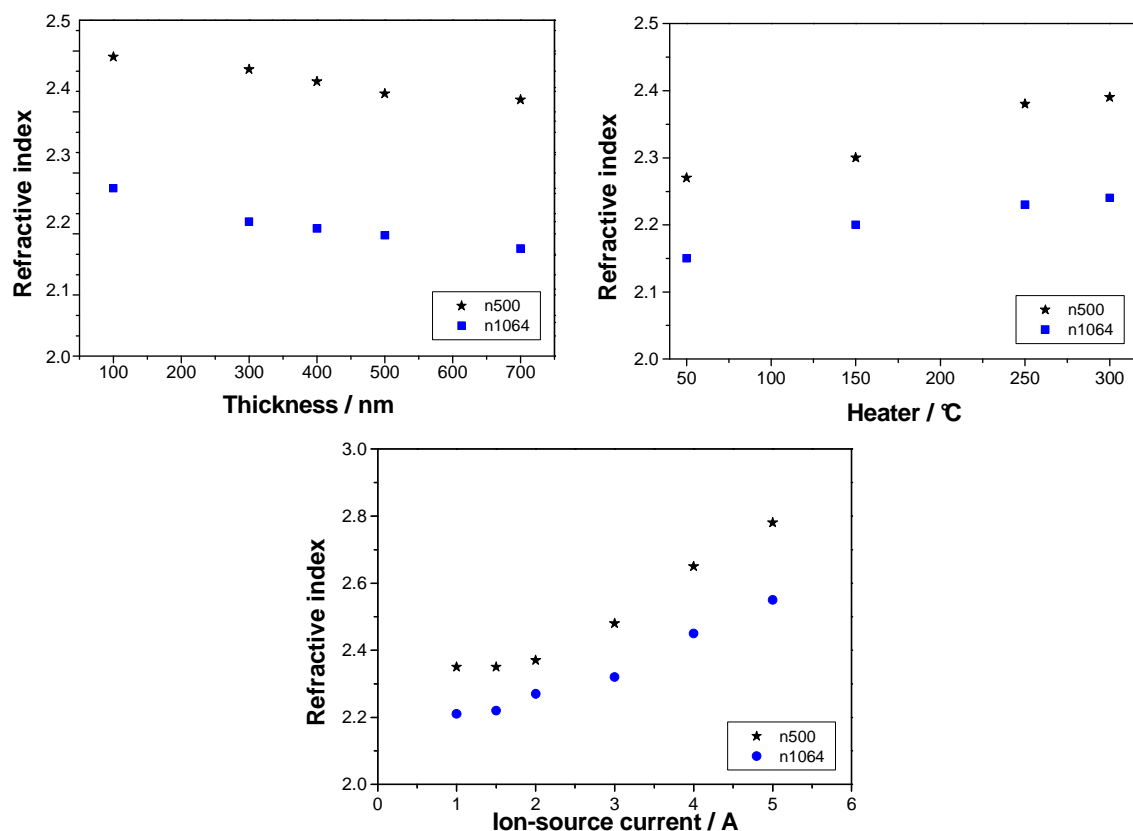 2.5
2.4
2.3
2.2
2.1
2.0
Refractive index
100 200 300 400 500 600 700
Thickness / nm
n500
n1064
2.5
2.4
2.3
2.2
2.1
2.0
Refractive index
50 100 150 200 250 300
Heater / °C
n500
n1064
3.0
2.8
2.6
2.4
2.2
2.0
Refractive index
0 1 2 3 4 5 6
Ion-source current / A
n500
n1064